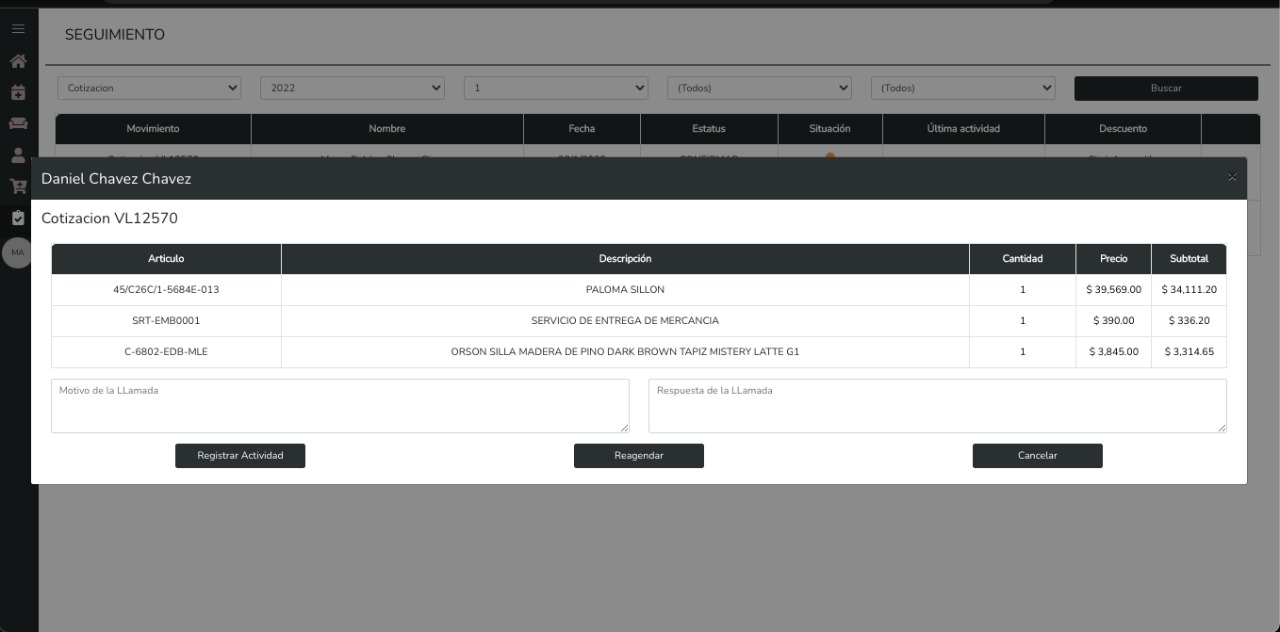 SEGUIMIENTO
Cotizacion 2022 1 (Todos) (Todos) Buscar
Movimiento Nombre Fecha Estatus Situación Última actividad Descuento
Daniel Chavez Chavez ×
Cotizacion VL12570
MA
Articulo Descripción Cantidad Precio Subtotal
45/C26C/1-5684E-013 PALOMA SILLON 1 $ 39,569.00 $ 34,111.20
SRT-EMB0001 SERVICIO DE ENTREGA DE MERCANCIA 1 $ 390.00 $ 336.20
C-6802-EDB-MLE ORSON SILLA MADERA DE PINO DARK BROWN TAPIZ MISTERY LATTE G1 1 $ 3,845.00 $ 3,314.65
Motivo de la LLamada Respuesta de la LLamada
Registrar Actividad Reagendar Cancelar